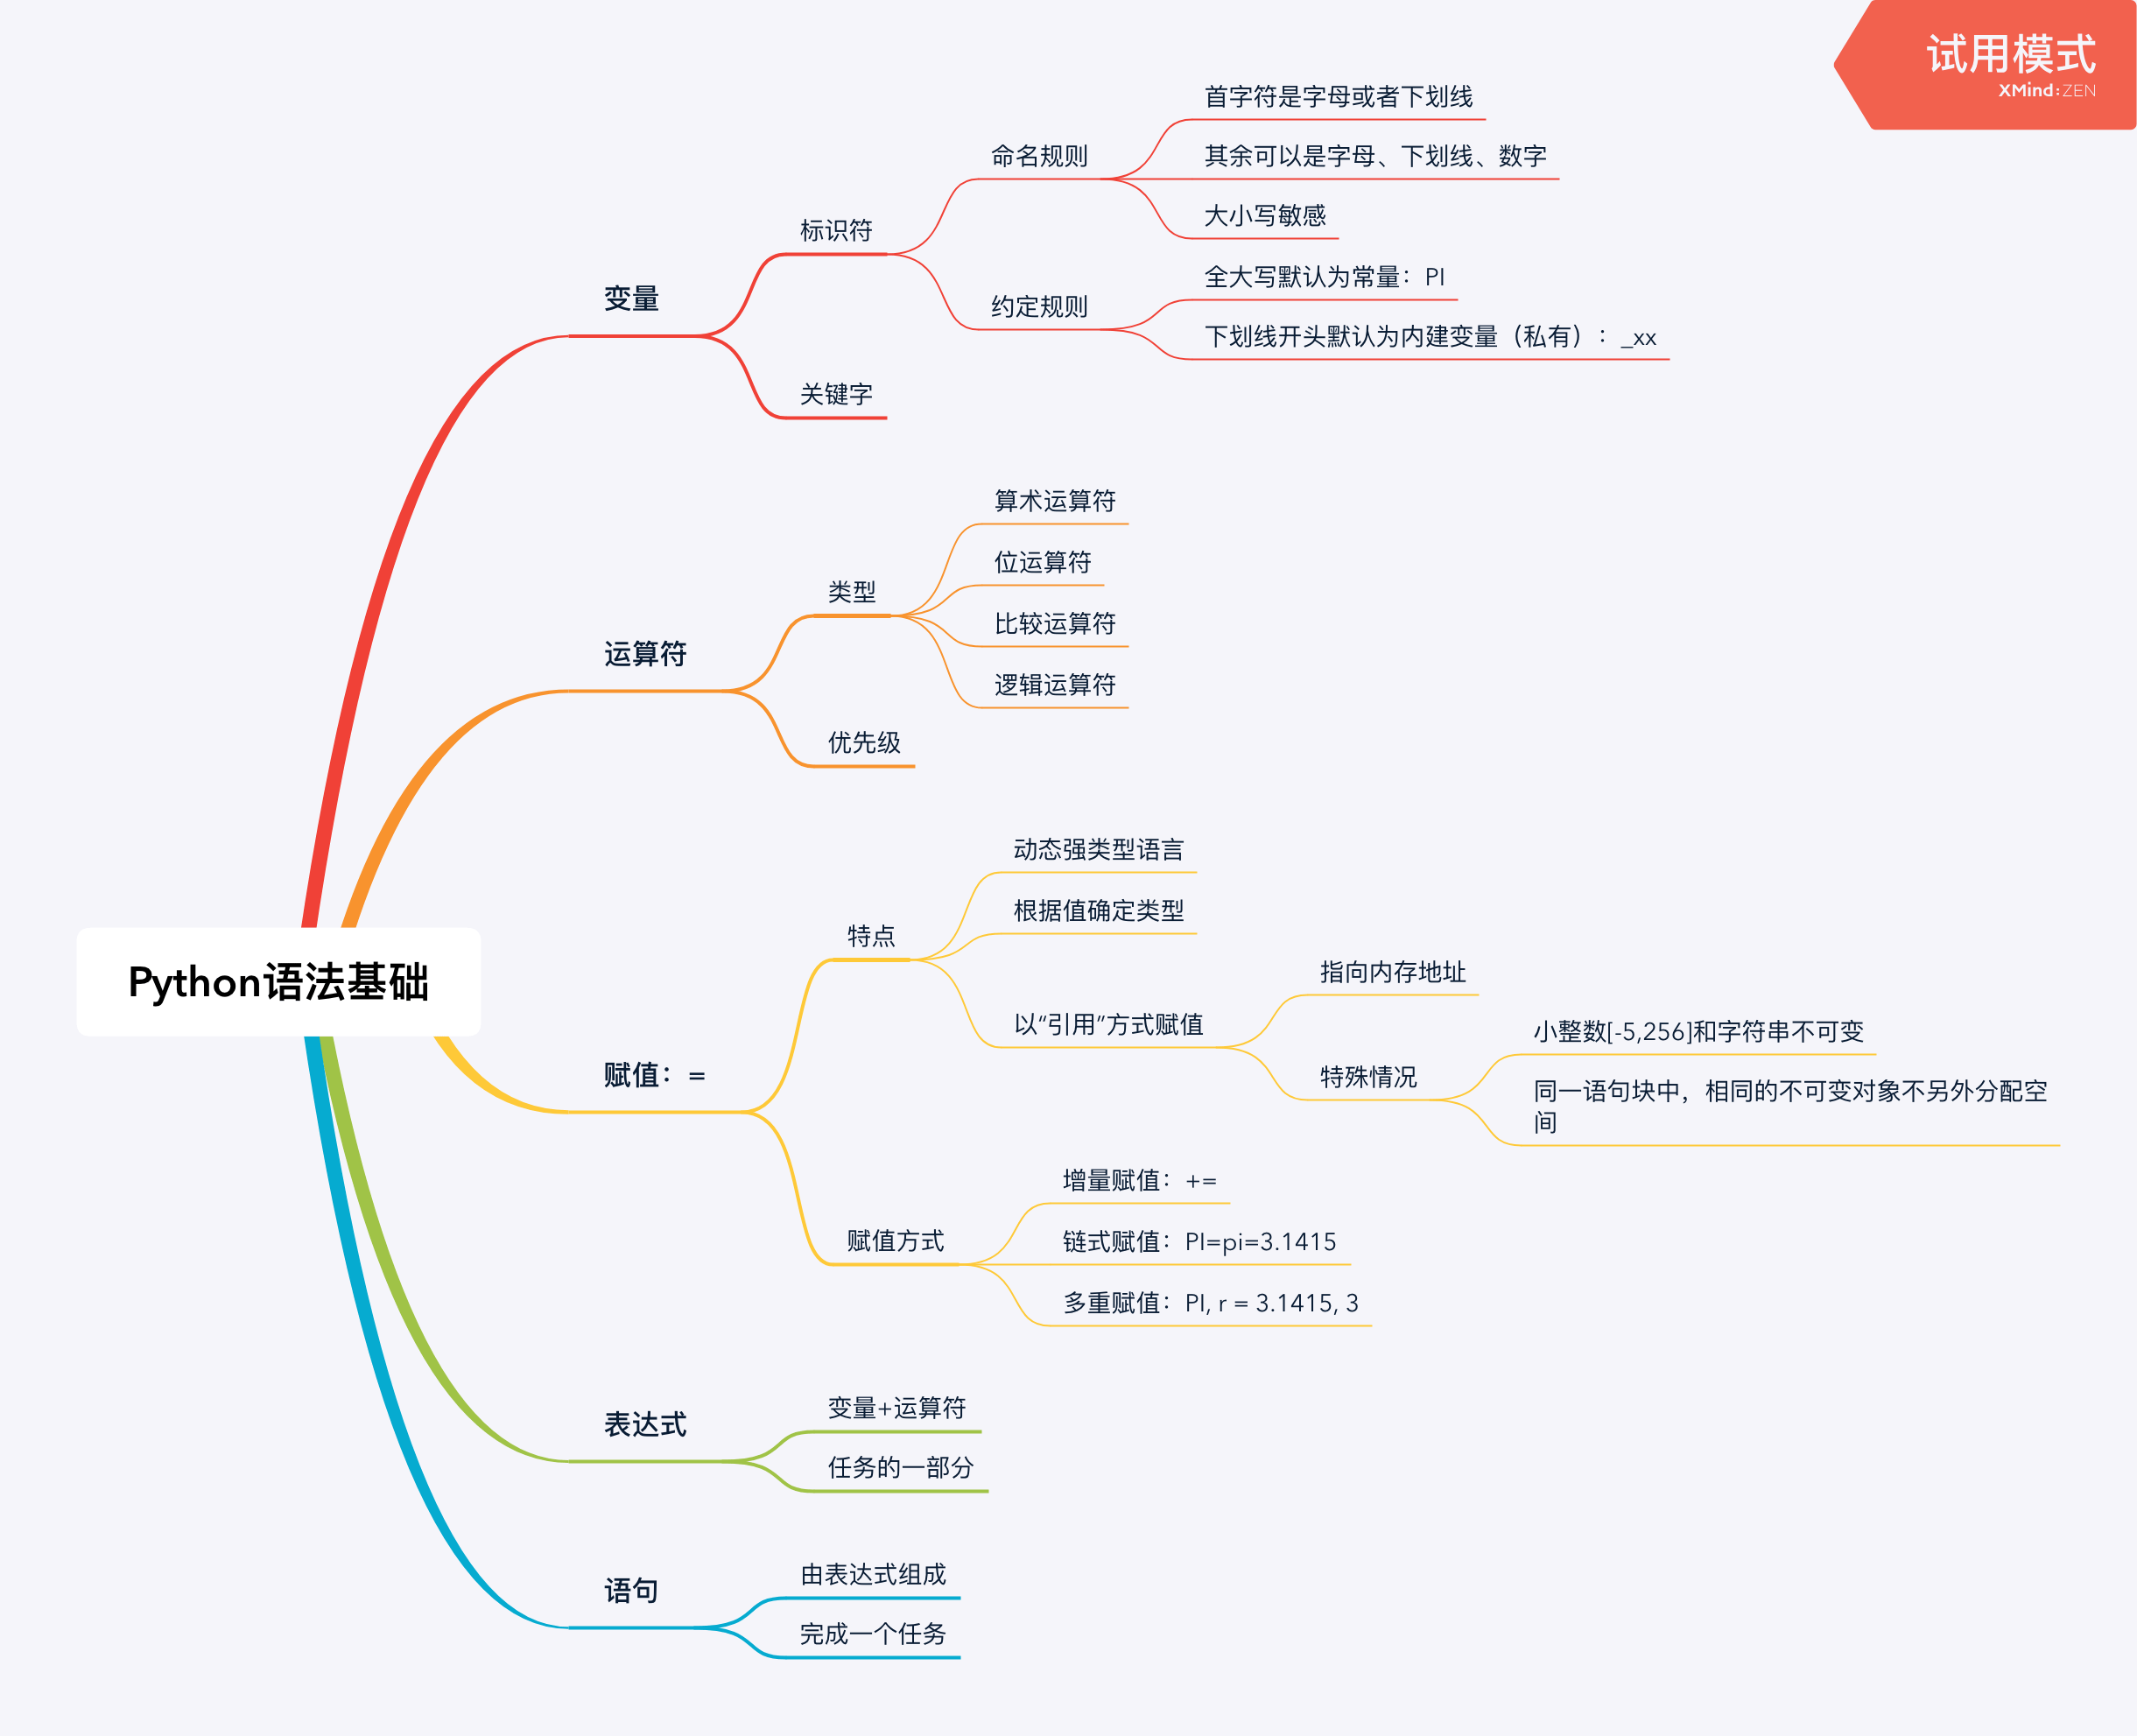 试用模式
XMind:ZEN
Python语法基础
变量
标识符
命名规则
首字符是字母或者下划线
其余可以是字母、下划线、数字
大小写敏感
约定规则
全大写默认为常量：PI
下划线开头默认为内建变量（私有）：_xx
关键字
运算符
类型
算术运算符
位运算符
比较运算符
逻辑运算符
优先级
赋值：=
特点
动态强类型语言
根据值确定类型
以“引用”方式赋值
指向内存地址
特殊情况
小整数[-5,256]和字符串不可变
同一语句块中，相同的不可变对象不另外分配空
间
赋值方式
增量赋值：+=
链式赋值：PI=pi=3.1415
多重赋值：PI, r = 3.1415, 3
表达式
变量+运算符
任务的一部分
语句
由表达式组成
完成一个任务